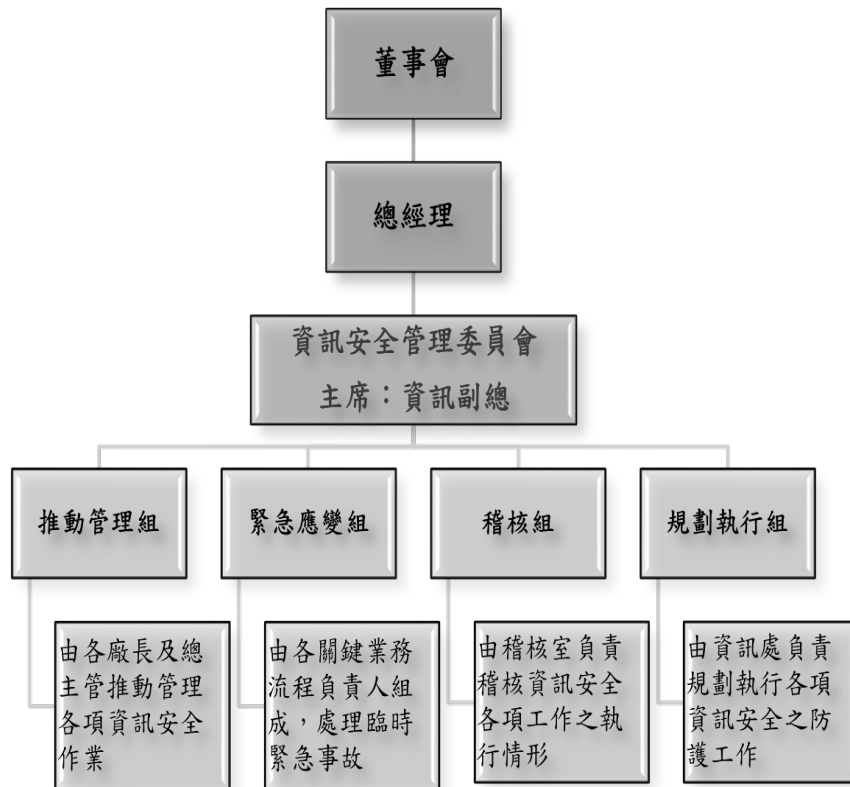 董事會
總經理
資訊安全管理委員會
主席：資訊副總
推動管理組
緊急應變組
稽核組
規劃執行組
由各廠長及總
主管推動管理
各項資訊安全
作業
由各關鍵業務
流程負責人組
成，處理臨時
緊急事故
由稽核室負責
稽核資訊安全
各項工作之執
行情形
由資訊處負責
規劃執行各項
資訊安全之防
護工作